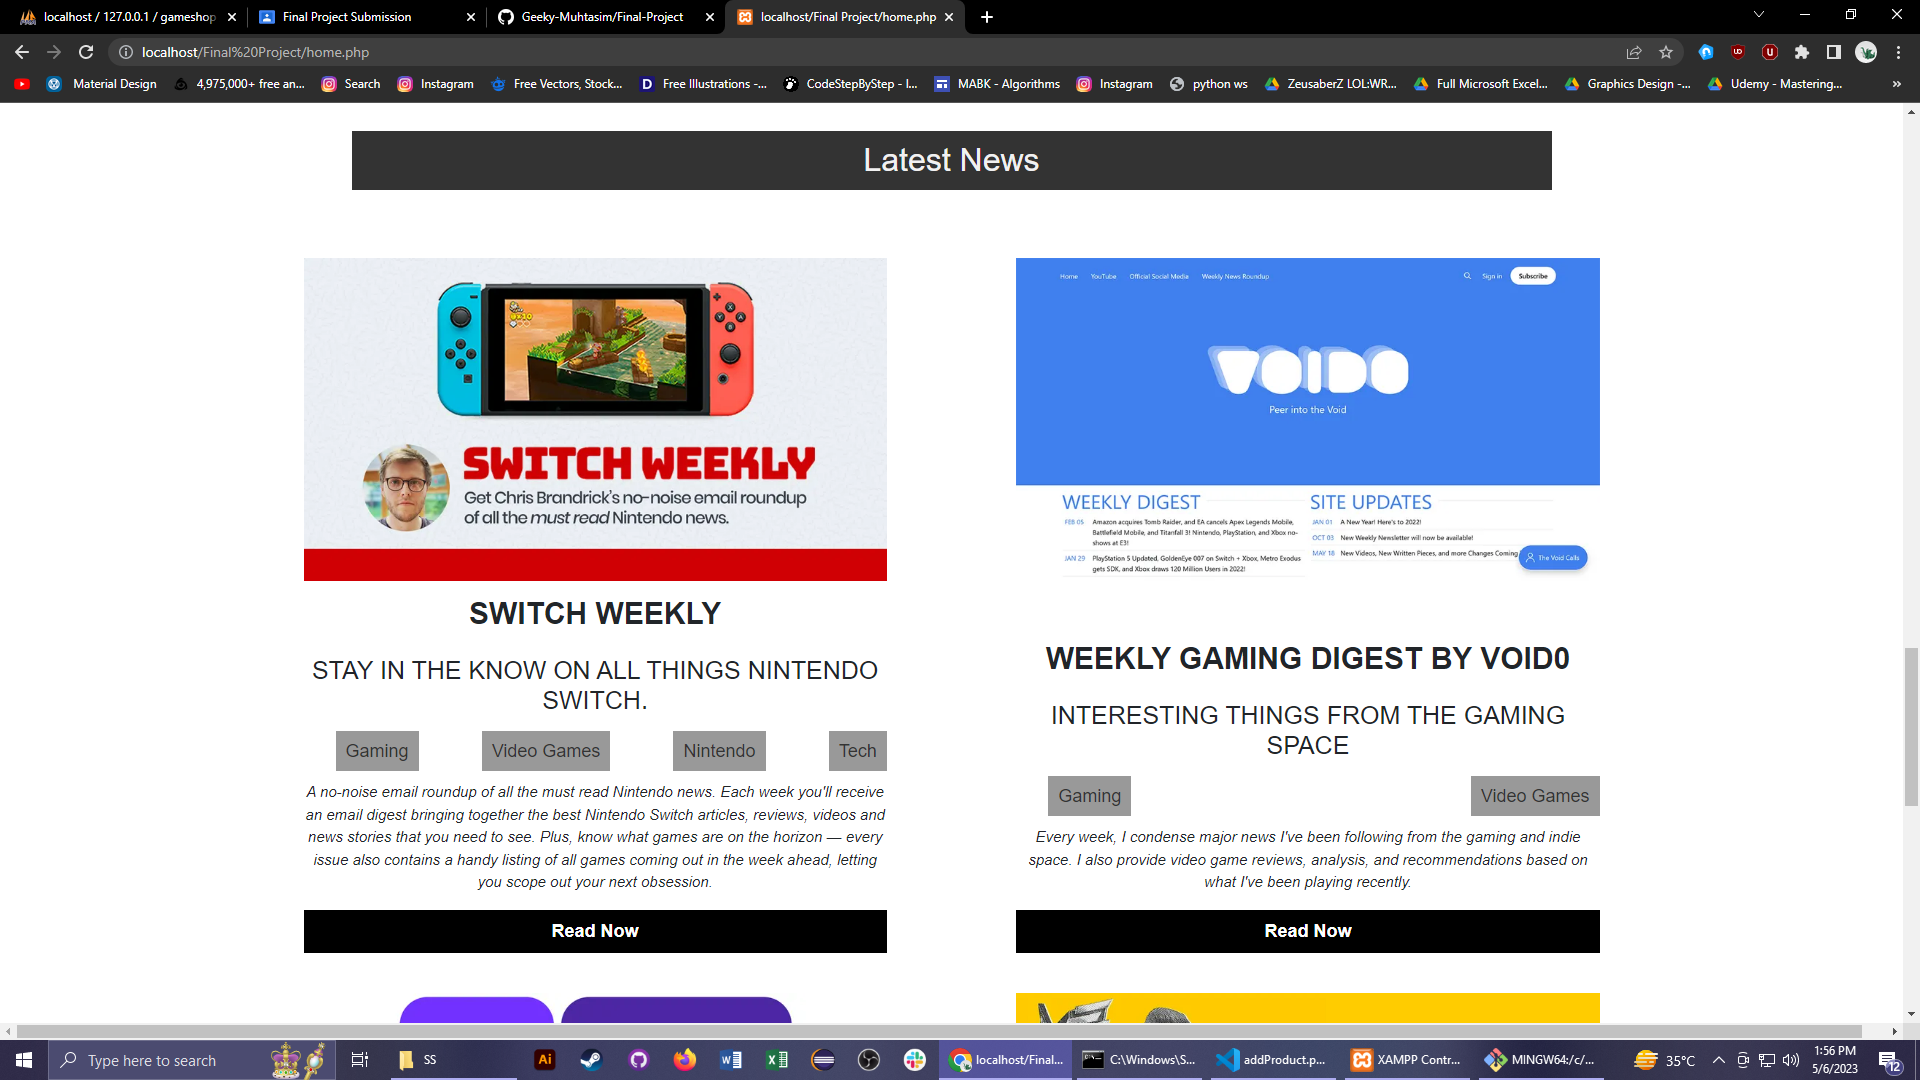 localhost / 127.0.0.1 / gameshop
Final Project Submission
Geeky-Muhtasim/Final-Project
localhost/Final Project/home.php
localhost/Final%20Project/home.php
Material Design
4,975,000+ free an...
Search
Instagram
Free Vectors, Stock...
Free Illustrations -...
CodeStepByStep - I...
MABK - Algorithms
Instagram
python ws
ZeusaberZ LOL:WR...
Full Microsoft Excel...
Graphics Design -...
Udemy - Mastering...
Latest News
SWITCH WEEKLY
Get Chris Brandrick's no-noise email roundup
of all the must read Nintendo news.
SWITCH WEEKLY
STAY IN THE KNOW ON ALL THINGS NINTENDO
SWITCH.
Gaming
Video Games
Nintendo
Tech
A no-noise email roundup of all the must read Nintendo news. Each week you'll receive
an email digest bringing together the best Nintendo Switch articles, reviews, videos and
news stories that you need to see. Plus, know what games are on the horizon — every
issue also contains a handy listing of all games coming out in the week ahead, letting
you scope out your next obsession.
Read Now
Home YouTube Official Social Media Weekly News Roundup
Sign in Subscribe
VOIDO
Peer into the Void
WEEKLY DIGEST
FEB 05 Amazon acquires Tomb Raider, and EA cancels Apex Legends Mobile,
Battlefield Mobile, and Titanfall 3! Nintendo, PlayStation, and Xbox no-
shows at E3!
JAN 29 PlayStation 5 Updated, GoldenEye 007 on Switch + Xbox, Metro Exodus
gets SDK, and Xbox draws 120 Million Users in 2022!
SITE UPDATES
JAN 01 A New Year! Here's to 2022!
OCT 03 New Weekly Newsletter will now be available!
MAY 18 New Videos, New Written Pieces, and more Changes Coming
The Void Calls
WEEKLY GAMING DIGEST BY VOID0
INTERESTING THINGS FROM THE GAMING
SPACE
Gaming
Video Games
Every week, I condense major news I've been following from the gaming and indie
space. I also provide video game reviews, analysis, and recommendations based on
what I've been playing recently.
Read Now
Type here to search
SS
localhost/Final...
C:\Windows\S...
addProduct.p...
XAMPP Contr...
MINGW64:/c/...
35°C
1:56 PM
5/6/2023
12